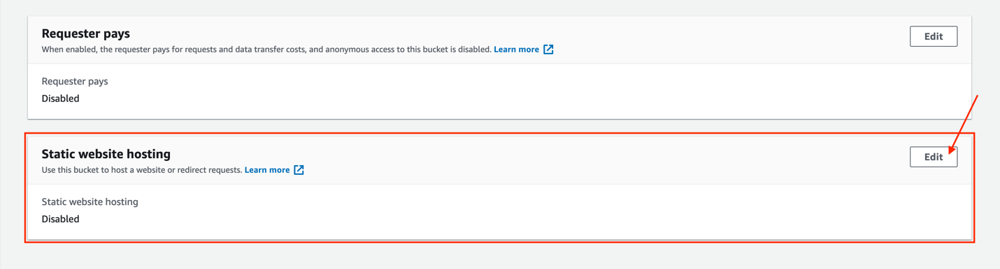 Requester pays
Edit
When enabled, the requester pays for requests and data transfer costs, and anonymous access to this bucket is disabled. Learn more
Requester pays
Disabled
Static website hosting
Edit
Use this bucket to host a website or redirect requests. Learn more
Static website hosting
Disabled